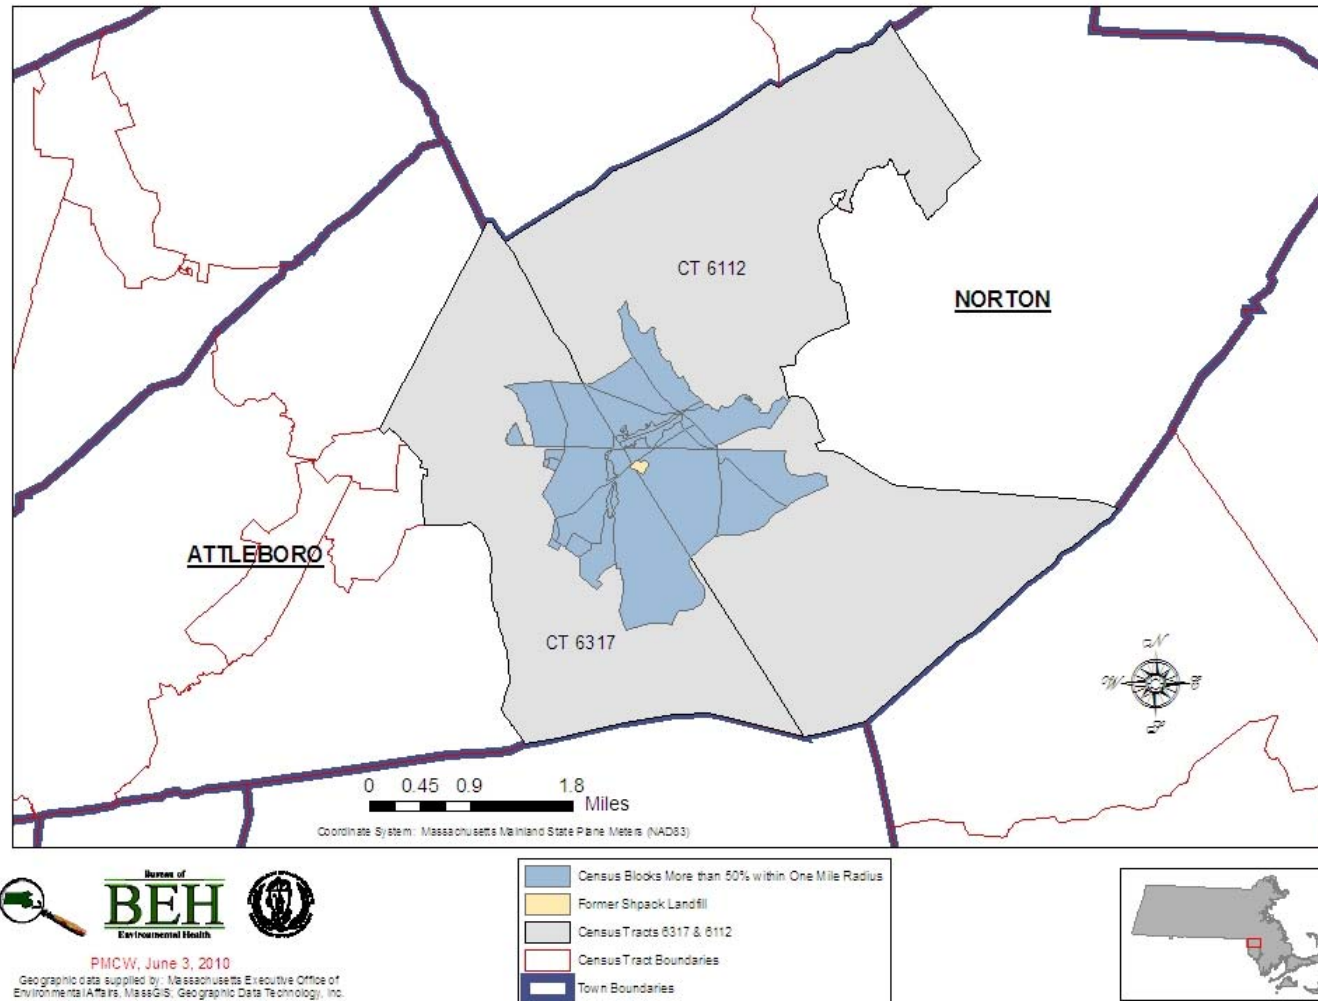 CT 6112
NORTON
ATTLEBORO
CT 6317
N
W E
S
0 0.45 0.9 1.8
Miles
Coordinate System: Massachusetts Mainland State Plane Meters (NAD83)
Bureau of
BEH
Environmental Health
PMCW, June 3, 2010
Geographic data supplied by: Massachusetts Executive Office of
Environmental Affairs, MassGIS; Geographic Data Technology, Inc.
Census Blocks More than 50% within One Mile Radius
Former Shpack Landfill
Census Tracts 6317 & 6112
Census Tract Boundaries
Town Boundaries